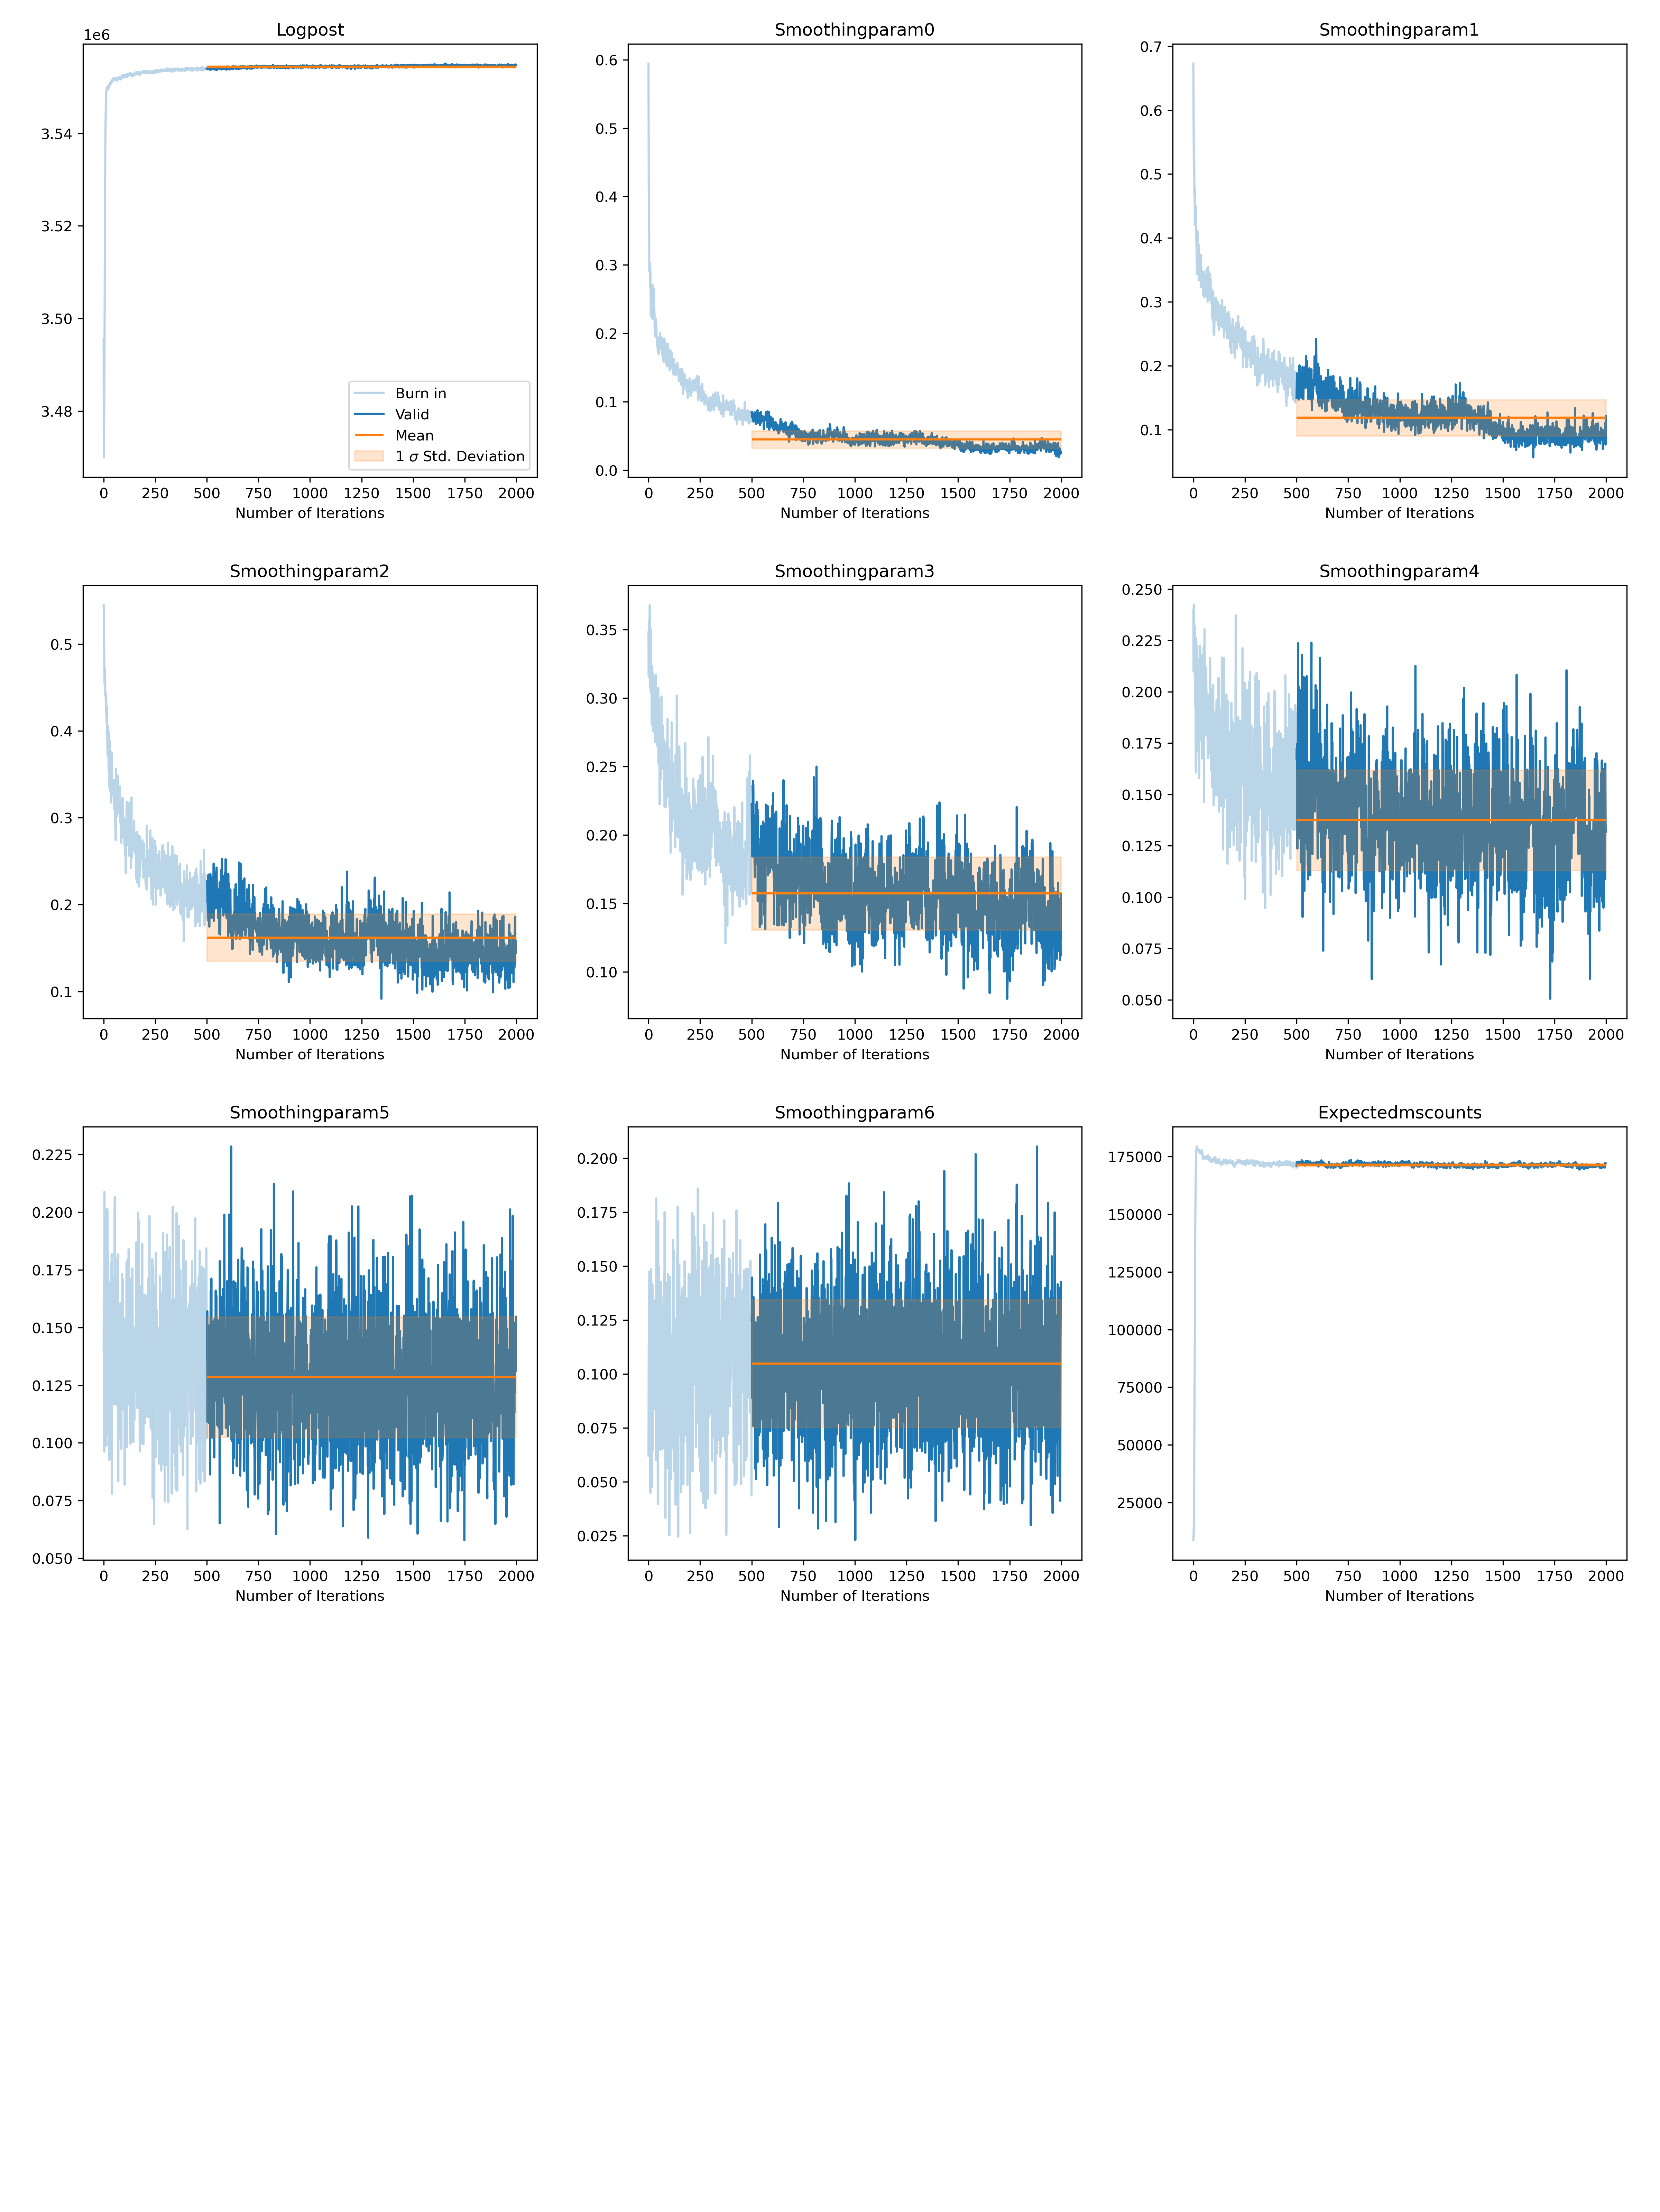 Logpost
1e6
3.54
3.52
3.50
3.48
Burn in
Valid
Mean
1 σ Std. Deviation
0 250 500 750 1000 1250 1500 1750 2000
Number of Iterations
Smoothingparam0
0.6
0.5
0.4
0.3
0.2
0.1
0.0
0 250 500 750 1000 1250 1500 1750 2000
Number of Iterations
Smoothingparam1
0.7
0.6
0.5
0.4
0.3
0.2
0.1
0 250 500 750 1000 1250 1500 1750 2000
Number of Iterations
Smoothingparam2
0.5
0.4
0.3
0.2
0.1
0 250 500 750 1000 1250 1500 1750 2000
Number of Iterations
Smoothingparam3
0.35
0.30
0.25
0.20
0.15
0.10
0 250 500 750 1000 1250 1500 1750 2000
Number of Iterations
Smoothingparam4
0.250
0.225
0.200
0.175
0.150
0.125
0.100
0.075
0.050
0 250 500 750 1000 1250 1500 1750 2000
Number of Iterations
Smoothingparam5
0.225
0.200
0.175
0.150
0.125
0.100
0.075
0.050
0 250 500 750 1000 1250 1500 1750 2000
Number of Iterations
Smoothingparam6
0.200
0.175
0.150
0.125
0.100
0.075
0.050
0.025
0 250 500 750 1000 1250 1500 1750 2000
Number of Iterations
Expectedmscounts
175000
150000
125000
100000
75000
50000
25000
0 250 500 750 1000 1250 1500 1750 2000
Number of Iterations